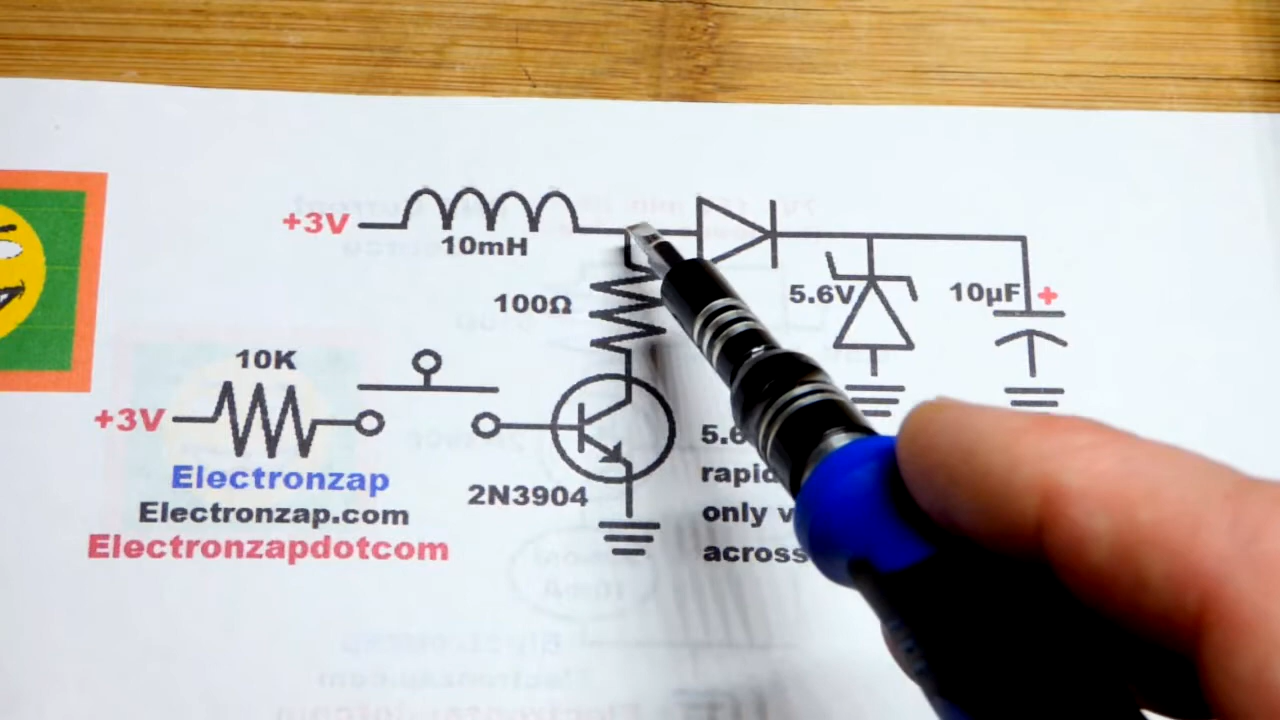 +3V
10mH
100Ω
5.6V
10µF +
10K
+3V
Electronzap
Electronzap.com
Electronzapdotcom
2N3904
5.6
rapid
only v
across